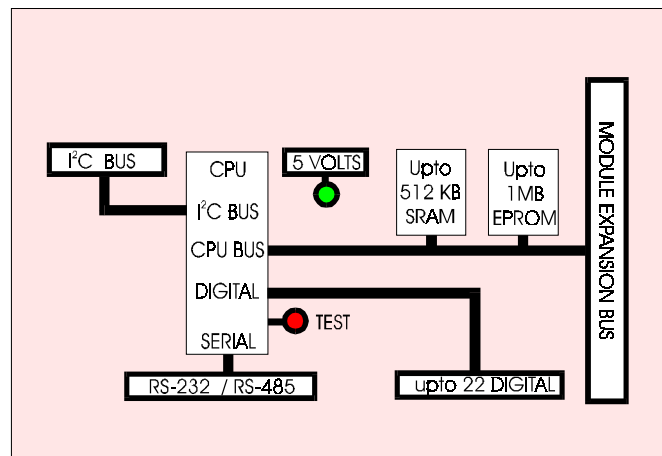 I²C BUS
CPU
I²C BUS
CPU BUS
DIGITAL
SERIAL
5 VOLTS
Upto
512 KB
SRAM
Upto
1MB
EPROM
MODULE EXPANSION BUS
TEST
RS-232 / RS-485
upto 22 DIGITAL